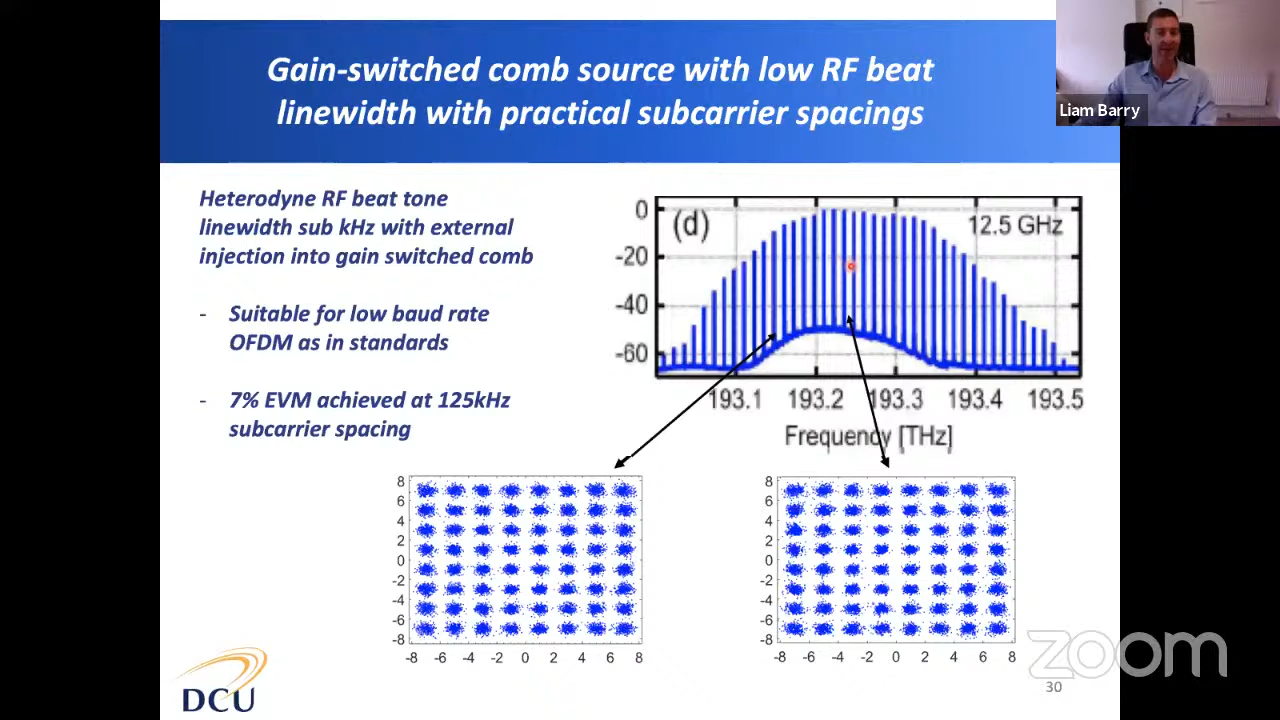 Gain-switched comb source with low RF beat
linewidth with practical subcarrier spacings
Liam Barry
Heterodyne RF beat tone
linewidth sub kHz with external
injection into gain switched comb
- Suitable for low baud rate
OFDM as in standards
- 7% EVM achieved at 125kHz
subcarrier spacing
(d)
12.5 GHz
0
-20
-40
-60
193.1 193.2 193.3 193.4 193.5
Frequency [THz]
8
6
4
2
0
-2
-4
-6
-8
-8 -6 -4 -2 0 2 4 6 8
8
6
4
2
0
-2
-4
-6
-8
-8 -6 -4 -2 0 2 4 6 8
DCU
zoom
30